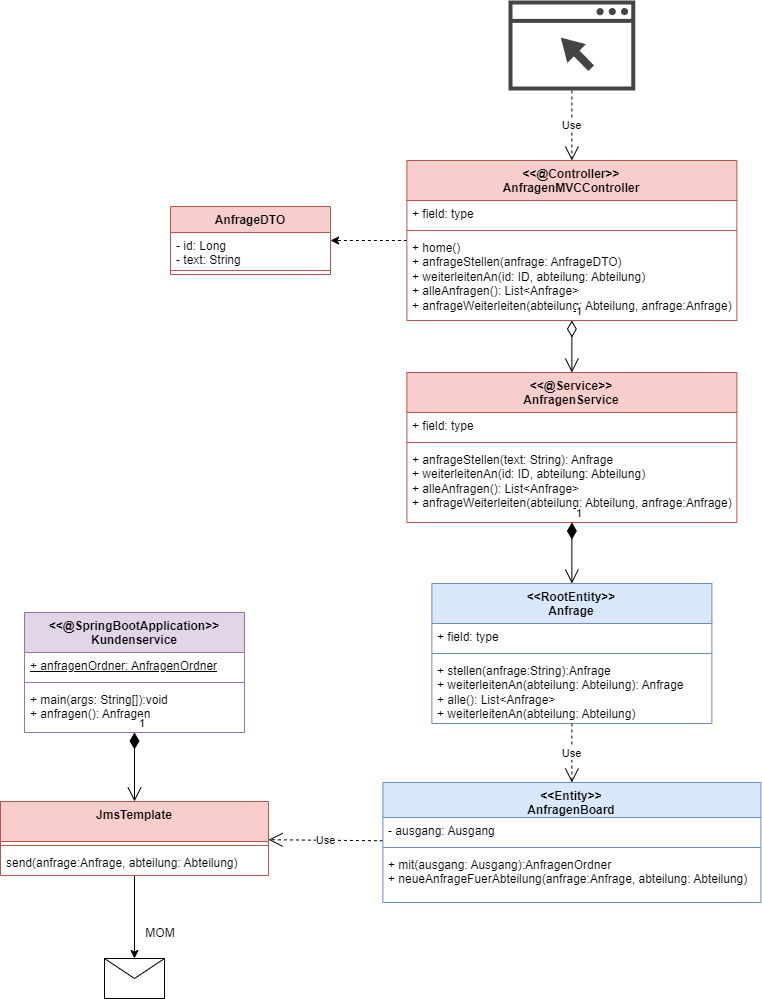 Use
<<@Controller>>
AnfragenMVCController
+ field: type
+ home()
+ anfrageStellen(anfrage: AnfrageDTO)
+ weiterleitenAn(id: ID, abteilung: Abteilung)
+ alleAnfragen(): List<Anfrage>
+ anfrageWeiterleiten(abteilung: Abteilung, anfrage:Anfrage)
1
AnfrageDTO
- id: Long
- text: String
<<@Service>>
AnfragenService
+ field: type
+ anfrageStellen(text: String): Anfrage
+ weiterleitenAn(id: ID, abteilung: Abteilung)
+ alleAnfragen(): List<Anfrage>
+ anfrageWeiterleiten(abteilung: Abteilung, anfrage:Anfrage)
1
<<RootEntity>>
Anfrage
+ field: type
+ stellen(anfrage:String):Anfrage
+ weiterleitenAn(abteilung: Abteilung): Anfrage
+ alle(): List<Anfrage>
+ weiterleitenAn(abteilung: Abteilung)
Use
<<@SpringBootApplication>>
Kundenservice
+ anfragenOrdner: AnfragenOrdner
+ main(args: String[]):void
+ anfragen(): Anfragen
1
<<Entity>>
AnfragenBoard
- ausgang: Ausgang
+ mit(ausgang: Ausgang):AnfragenOrdner
+ neueAnfrageFuerAbteilung(anfrage:Anfrage, abteilung: Abteilung)
Use
JmsTemplate
send(anfrage:Anfrage, abteilung: Abteilung)
MOM